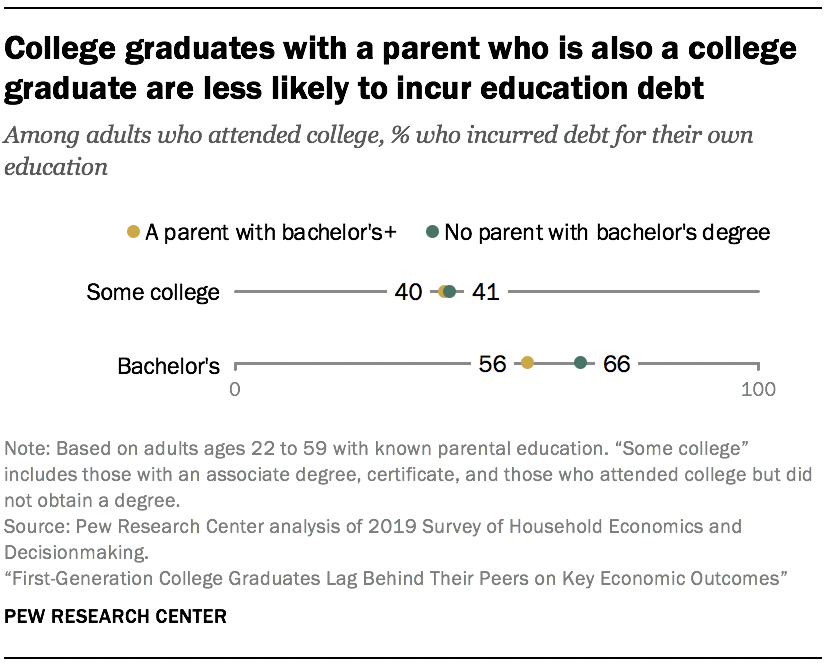 College graduates with a parent who is also a college
graduate are less likely to incur education debt
Among adults who attended college, % who incurred debt for their own
education
A parent with bachelor's+ No parent with bachelor's degree
Some college 40 41
Bachelor's 56 66
0 100
Note: Based on adults ages 22 to 59 with known parental education. “Some college”
includes those with an associate degree, certificate, and those who attended college but did
not obtain a degree.
Source: Pew Research Center analysis of 2019 Survey of Household Economics and
Decisionmaking.
“First-Generation College Graduates Lag Behind Their Peers on Key Economic Outcomes”
PEW RESEARCH CENTER